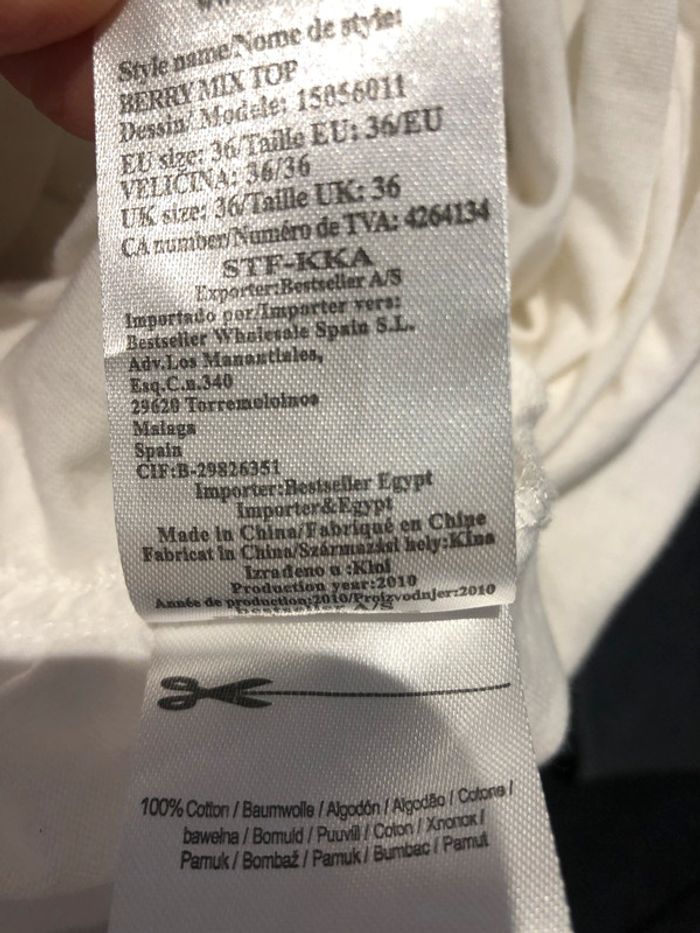 Style name/Nome de style:
BERRY MIX TOP
Dessin/ Modele: 15056011
EU size: 36/Taille EU: 36/EU
VELIČINA: 36/36
UK size: 36/Taille UK: 36
CA number/Numéro de TVA: 4264134
STF-KKA
Exporter:Bestseller A/S
Importado por/Importer vers:
Bestseller Wholesale Spain S.L.
Adv.Los Manantiales,
Esq.C.n.340
29620 Torremoloinos
Malaga
Spain
CIF:B-29826351
Importer:Bestseller Egypt
Importer&Egypt
Made in China/Fabriqué en Chine
Fabricat in China/Származási hely:Kína
Izrađeno u :Kini
Production year:2010
Année de production:2010/Proizvodnjer:2010
Bestseller A/S
100% Cotton / Baumwolle / Algodón / Algodão / Cotone /
bawełna / Bomuld / Puuvill / Coton / Хлопок /
Pamuk / Bombaž / Pamuk / Bumbac / Pamut